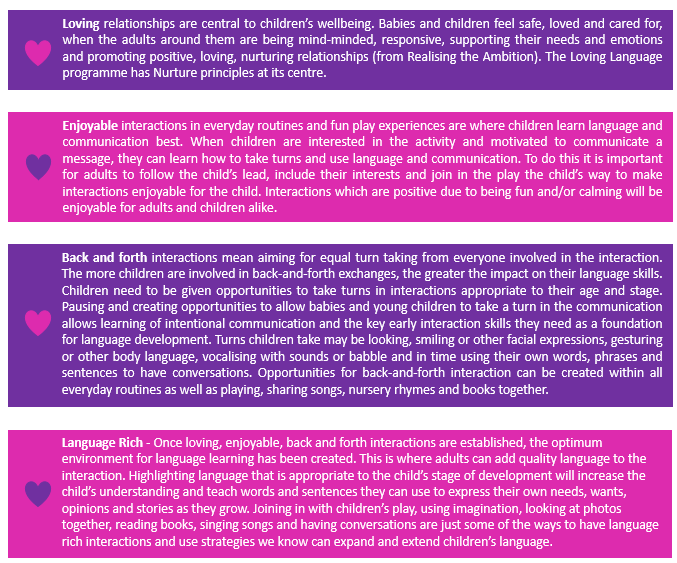 Loving relationships are central to children's wellbeing. Babies and children feel safe, loved and cared for,
when the adults around them are being mind-minded, responsive, supporting their needs and emotions
and promoting positive, loving, nurturing relationships (from Realising the Ambition). The Loving Language
programme has Nurture principles at its centre.
Enjoyable interactions in everyday routines and fun play experiences are where children learn language and
communication best. When children are interested in the activity and motivated to communicate a
message, they can learn how to take turns and use language and communication. To do this it is important
for adults to follow the child's lead, include their interests and join in the play the child's way to make
interactions enjoyable for the child. Interactions which are positive due to being fun and/or calming will be
enjoyable for adults and children alike.
Back and forth interactions mean aiming for equal turn taking from everyone involved in the interaction.
The more children are involved in back-and-forth exchanges, the greater the impact on their language skills.
Children need to be given opportunities to take turns in interactions appropriate to their age and stage.
Pausing and creating opportunities to allow babies and young children to take a turn in the communication
allows learning of intentional communication and the key early interaction skills they need as a foundation
for language development. Turns children take may be looking, smiling or other facial expressions, gesturing
or other body language, vocalising with sounds or babble and in time using their own words, phrases and
sentences to have conversations. Opportunities for back-and-forth interaction can be created within all
everyday routines as well as playing, sharing songs, nursery rhymes and books together.
Language Rich - Once loving, enjoyable, back and forth interactions are established, the optimum
environment for language learning has been created. This is where adults can add quality language to the
interaction. Highlighting language that is appropriate to the child's stage of development will increase the
child's understanding and teach words and sentences they can use to express their own needs, wants,
opinions and stories as they grow. Joining in with children's play, using imagination, looking at photos
together, reading books, singing songs and having conversations are just some of the ways to have language
rich interactions and use strategies we know can expand and extend children's language.